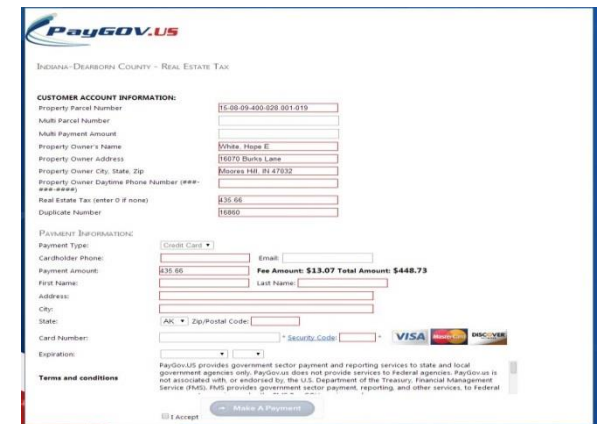 PayGOV.US
INDIANA-DEARBORN COUNTY - REAL ESTATE TAX
CUSTOMER ACCOUNT INFORMATION:
Property Parcel Number 15-08-09-400-028.001-019
Multi Parcel Number
Multi Payment Amount
Property Owner's Name White, Hope E
Property Owner Address 16070 Burks Lane
Property Owner City, State, Zip Moores Hill, IN 47032
Property Owner Daytime Phone Number (###-
###-####)
Real Estate Tax (enter 0 if none) 435.66
Duplicate Number 16860
PAYMENT INFORMATION:
Payment Type: Credit Card
Cardholder Phone: Email:
Payment Amount: 435.66 Fee Amount: $13.07 Total Amount: $448.73
First Name: Last Name:
Address:
City:
State: AK Zip/Postal Code:
Card Number: * Security Code: * VISA MasterCard DISCOVER
Expiration:
PayGov.US provides government sector payment and reporting services to state and local
government agencies only. PayGov.us does not provide services to Federal agencies. PayGov.us is
Terms and conditions not associated with, or endorsed by, the U.S. Department of the Treasury, Financial Management
Service (FMS). FMS provides government sector payment, reporting, and other services, to Federal
I Accept Make A Payment